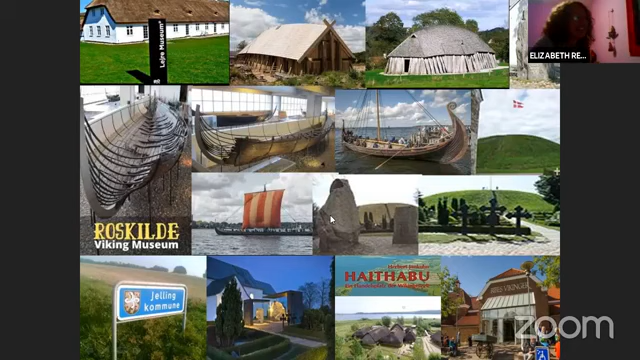 Lejre Museum
ELIZABETH RE...
ROSKILDE
Viking Museum
Jelling
kommune
HAITHABU
zoom